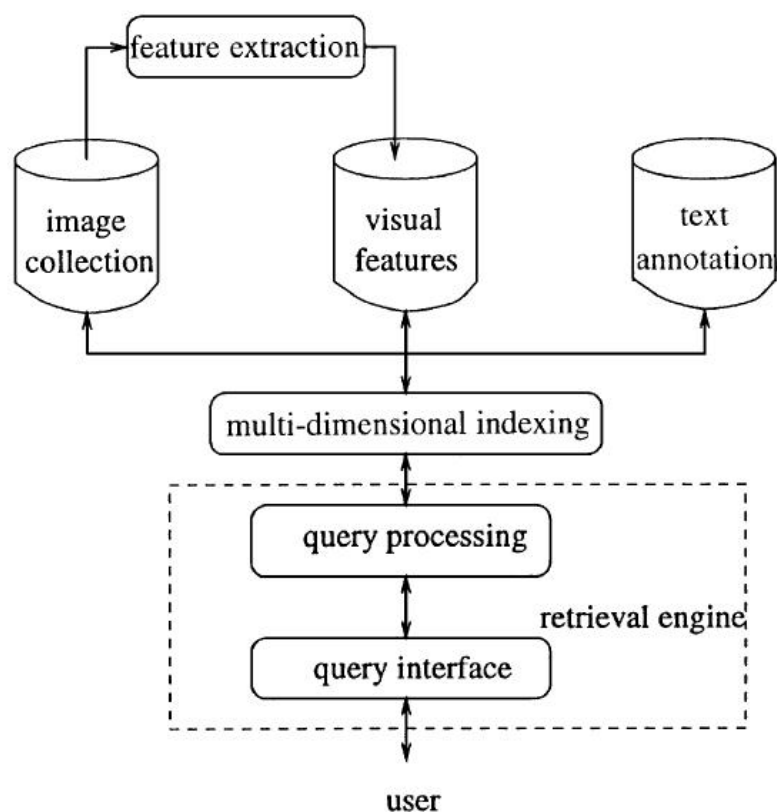 feature extraction
image
collection
visual
features
text
annotation
multi-dimensional indexing
query processing
retrieval engine
query interface
user